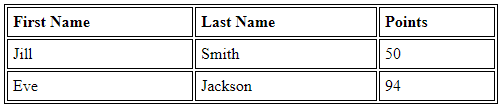 First Name Last Name Points
Jill Smith 50
Eve Jackson 94